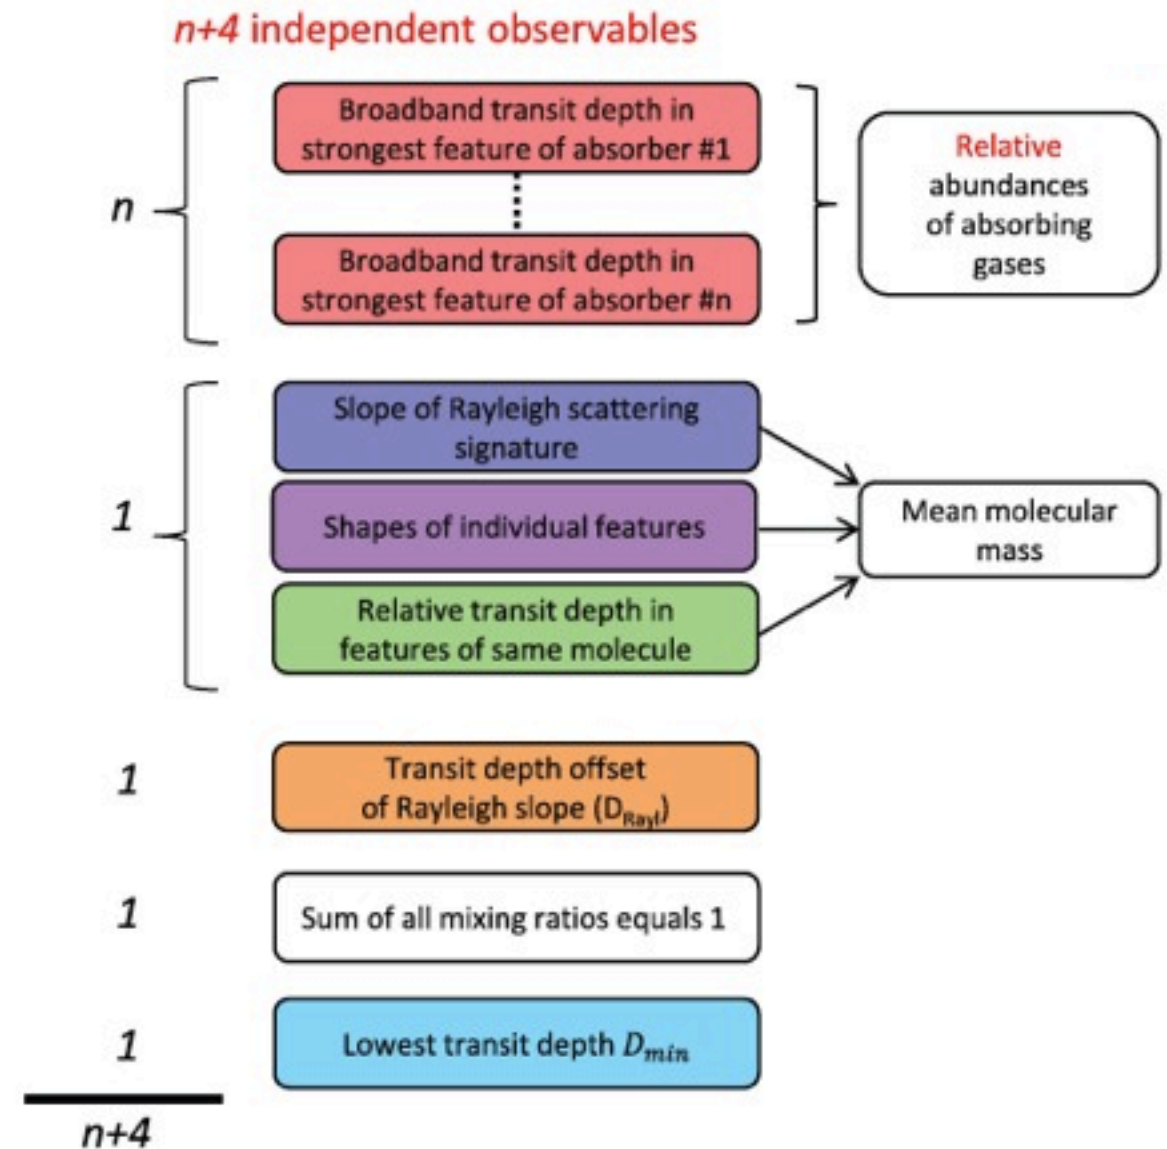 n+4 independent observables
Broadband transit depth in
strongest feature of absorber #1
n
Broadband transit depth in
strongest feature of absorber #n
Relative
abundances
of absorbing
gases
1
Slope of Rayleigh scattering
signature
Shapes of individual features
Relative transit depth in
features of same molecule
Mean molecular
mass
1
Transit depth offset
of Rayleigh slope (D_Rayl)
1
Sum of all mixing ratios equals 1
1
Lowest transit depth D_min
n+4